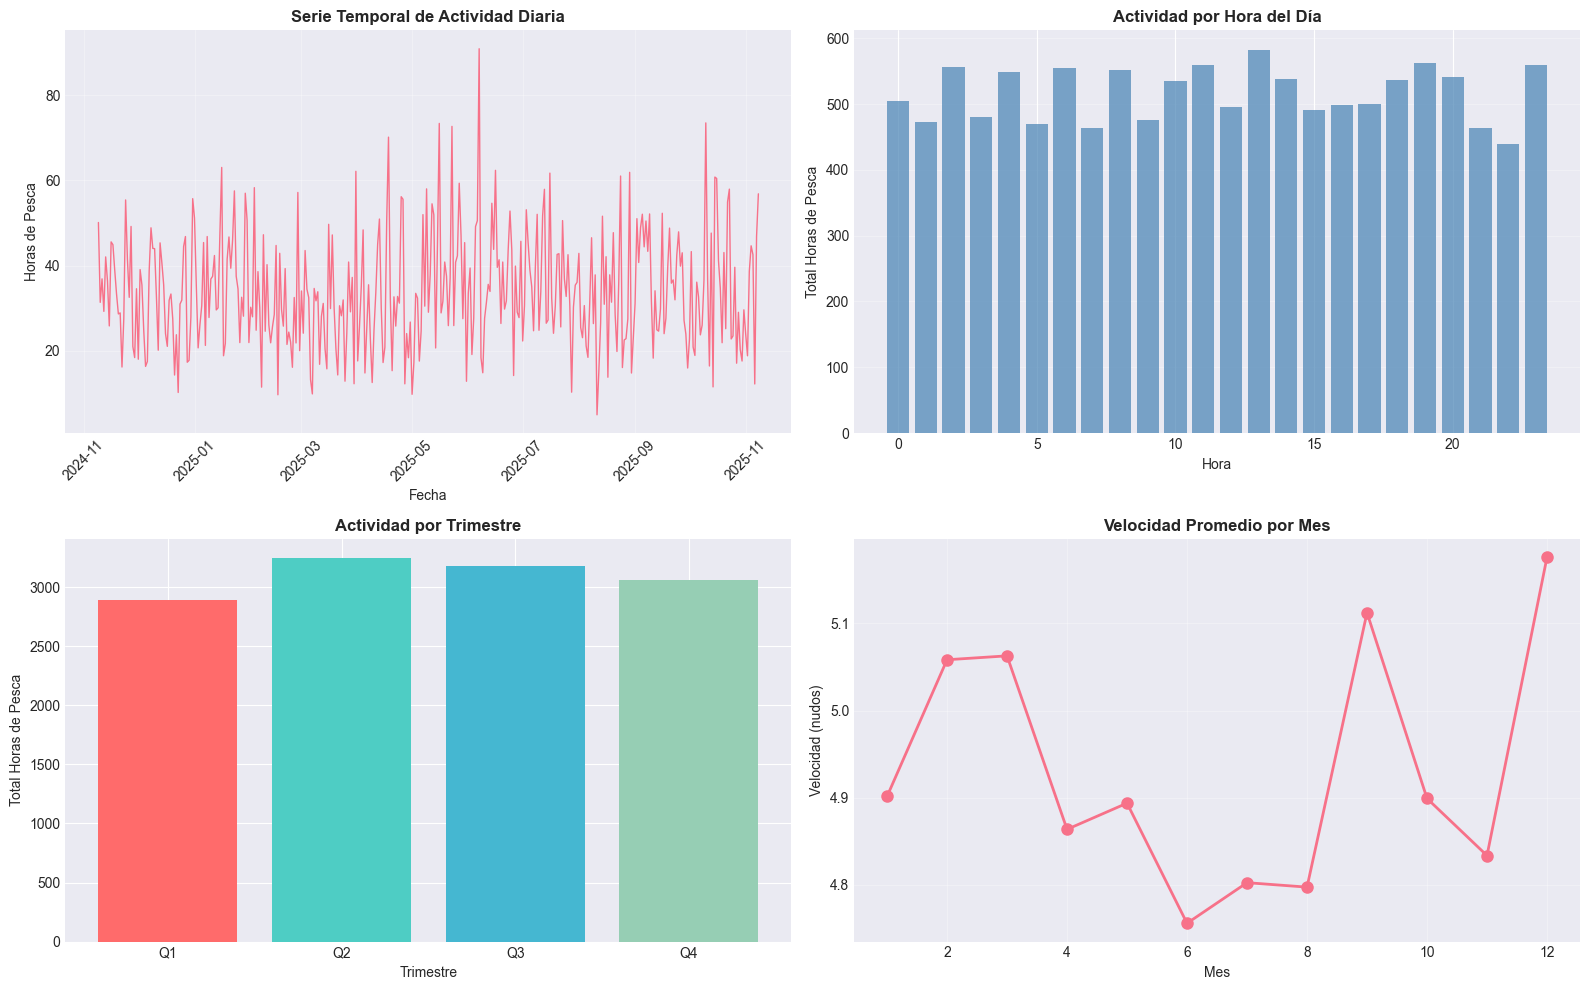 Serie Temporal de Actividad Diaria
Horas de Pesca
80
60
40
20
2024-11
2025-01
2025-03
2025-05
2025-07
2025-09
2025-11
Fecha
Actividad por Hora del Día
Total Horas de Pesca
600
500
400
300
200
100
0
0
5
10
15
20
Hora
Actividad por Trimestre
Total Horas de Pesca
3000
2500
2000
1500
1000
500
0
Q1
Q2
Q3
Q4
Trimestre
Velocidad Promedio por Mes
Velocidad (nudos)
5.1
5.0
4.9
4.8
2
4
6
8
10
12
Mes